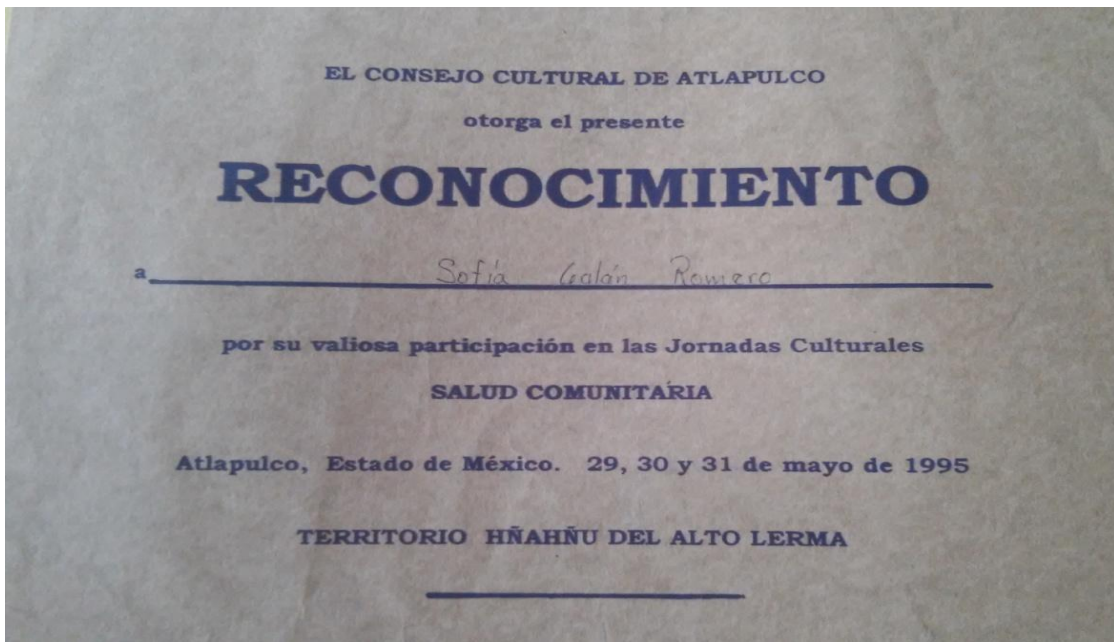 EL CONSEJO CULTURAL DE ATLAPULCO
otorga el presente
RECONOCIMIENTO
a Sofía Galán Romero
por su valiosa participación en las Jornadas Culturales
SALUD COMUNITARIA
Atlapulco, Estado de México. 29, 30 y 31 de mayo de 1995
TERRITORIO HÑAHÑU DEL ALTO LERMA